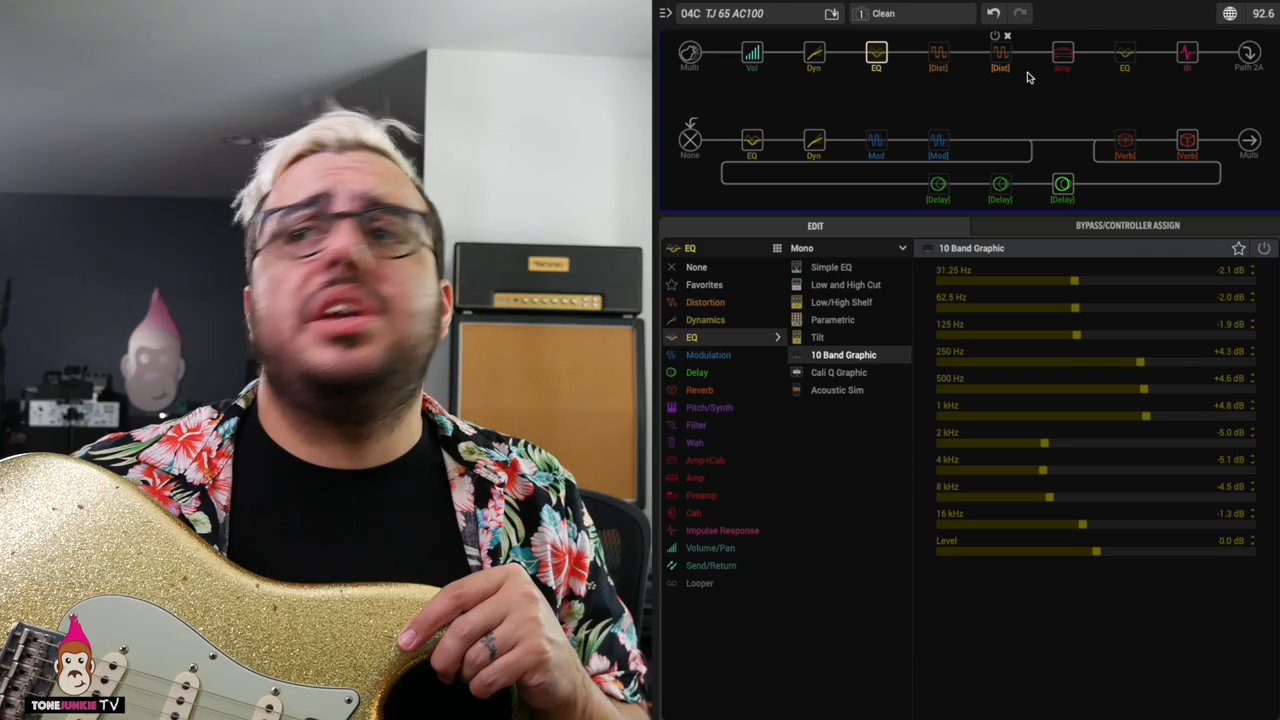 04C TJ 65 AC100
1 Clean
92.6
Multi Vol Dyn EQ [Dist] [Dist] Amp EQ IR Path 2A
None EQ Dyn Mod [Mod] [Verb] [Verb] Multi
[Delay] [Delay] [Delay]
EDIT BYPASS/CONTROLLER ASSIGN
EQ Mono 10 Band Graphic
None
Favorites
Distortion
Dynamics
EQ
Modulation
Delay
Reverb
Pitch/Synth
Filter
Wah
Amp+Cab
Amp
Preamp
Cab
Impulse Response
Volume/Pan
Send/Return
Looper
Simple EQ
Low and High Cut
Low/High Shelf
Parametric
Tilt
10 Band Graphic
Cali Q Graphic
Acoustic Sim
31.25 Hz -2.1 dB
62.5 Hz -2.0 dB
125 Hz -1.9 dB
250 Hz +4.3 dB
500 Hz +4.6 dB
1 kHz +4.8 dB
2 kHz -5.0 dB
4 kHz -5.1 dB
8 kHz -4.5 dB
16 kHz -1.3 dB
Level 0.0 dB
TONEJUNKIE TV